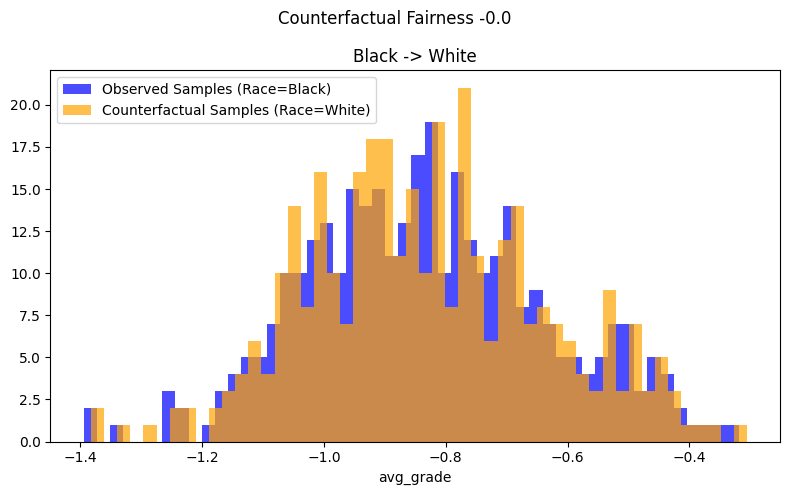 Counterfactual Fairness -0.0
Black -> White
Observed Samples (Race=Black)
Counterfactual Samples (Race=White)
20.0
17.5
15.0
12.5
10.0
7.5
5.0
2.5
0.0
−1.4 −1.2 −1.0 −0.8 −0.6 −0.4
avg_grade